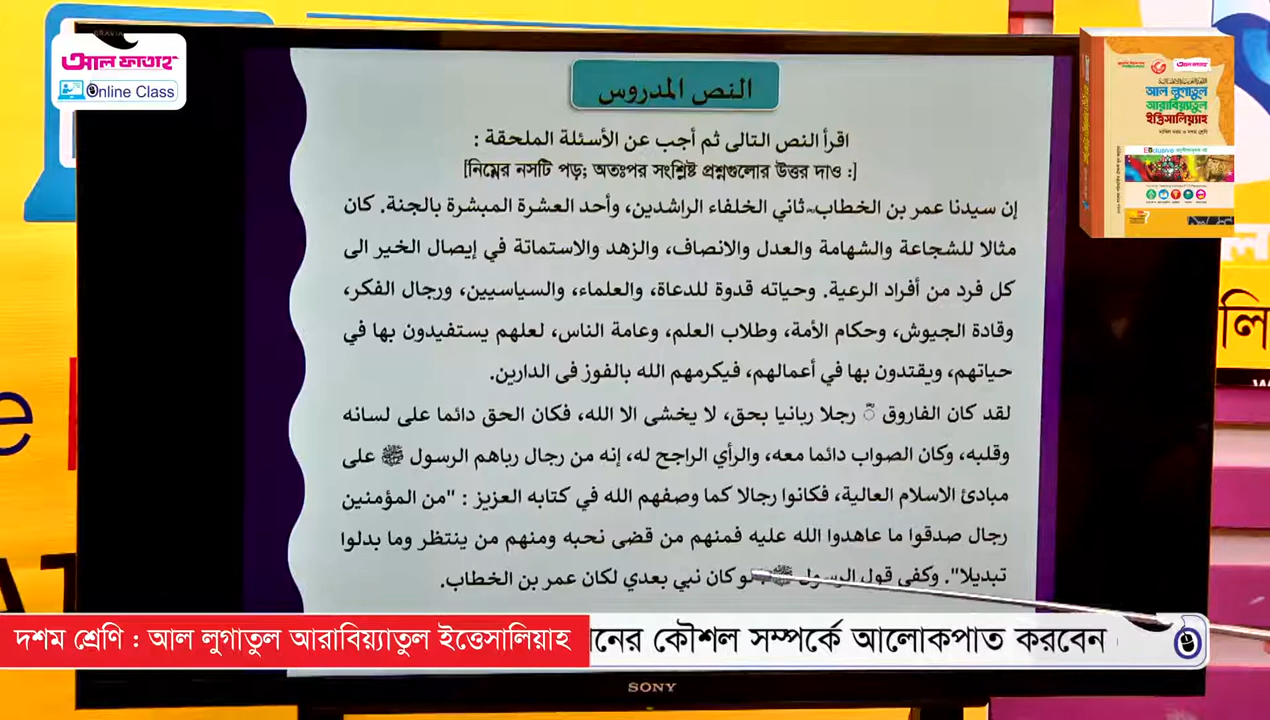 BRAVIA
আল ফাতাহ
Online Class
النص المدروس
اقرأ النص التالى ثم أجب عن الأسئلة الملحقة :
[নিম্নের নসটি পড়; অতঃপর সংশ্লিষ্ট প্রশ্নগুলোর উত্তর দাও :]
إن سيدنا عمر بن الخطاب ثاني الخلفاء الراشدين، وأحد العشرة المبشرة بالجنة. كان
مثالا للشجاعة والشهامة والعدل والانصاف، والزهد والاستماتة في إيصال الخير الى
كل فرد من أفراد الرعية. وحياته قدوة للدعاة، والعلماء، والسياسيين، ورجال الفكر،
وقادة الجيوش، وحكام الأمة، وطلاب العلم، وعامة الناس، لعلهم يستفيدون بها في
حياتهم، ويقتدون بها في أعمالهم، فيكرمهم الله بالفوز فى الدارين.
لقد كان الفاروق رجلا ربانيا بحق، لا يخشى الا الله، فكان الحق دائما على لسانه
وقلبه، وكان الصواب دائما معه، والرأي الراجح له، إنه من رجال رباهم الرسول ﷺ على
مبادئ الاسلام العالية، فكانوا رجالا كما وصفهم الله في كتابه العزيز : "من المؤمنين
رجال صدقوا ما عاهدوا الله عليه فمنهم من قضى نحبه ومنهم من ينتظر وما بدلوا
تبديلا". وكفى قول الرسول ﷺ لو كان نبي بعدي لكان عمر بن الخطاب.
আল ফাতাহ
আল লুগাতুল
আরাবিয়্যাতুল
ইত্তিসালিয়্যাহ
লি
e
দশম শ্রেণি : আল লুগাতুল আরাবিয়্যাতুল ইত্তেসালিয়াহ
নের কৌশল সম্পর্কে আলোকপাত করবেন
SONY